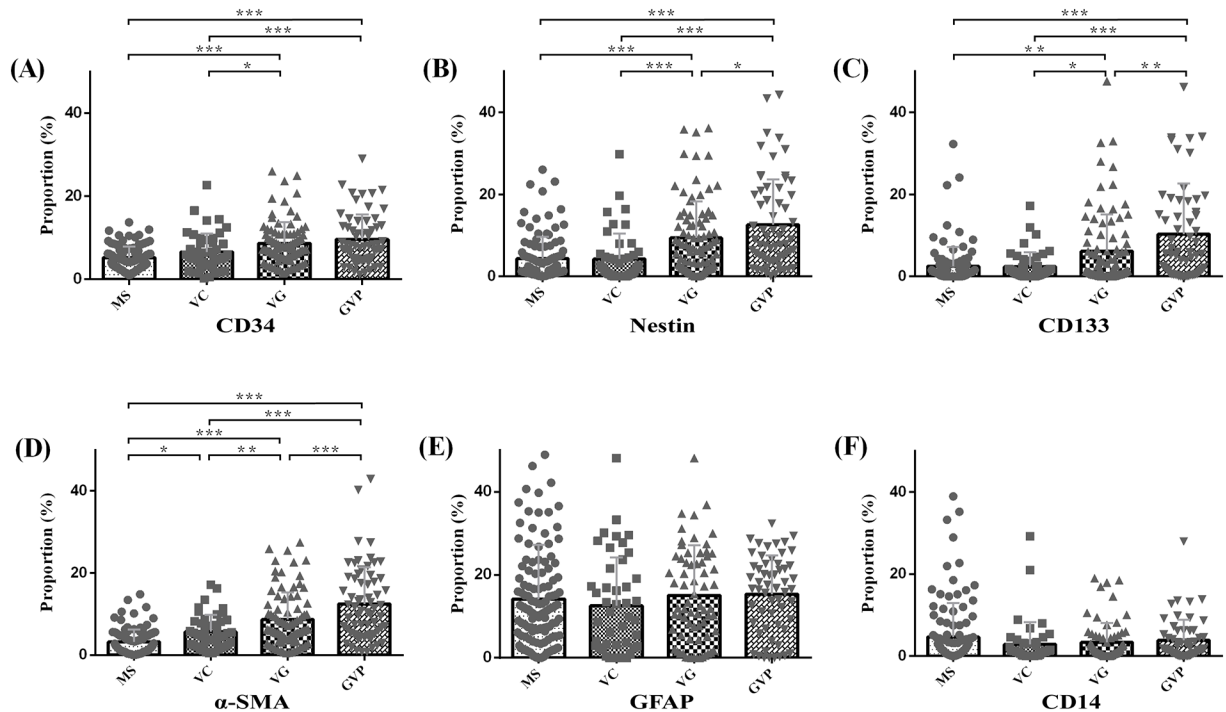 ***
***
***
*
(A)
Proportion (%)
40
20
0
MS
VC
VG
GVP
CD34
***
***
***
***
*
(B)
Proportion (%)
40
20
0
MS
VC
VG
GVP
Nestin
***
***
**
*
**
(C)
Proportion (%)
40
20
0
MS
VC
VG
GVP
CD133
***
***
***
*
**
***
(D)
Proportion (%)
40
20
0
MS
VC
VG
GVP
α-SMA
(E)
Proportion (%)
40
20
0
MS
VC
VG
GVP
GFAP
(F)
Proportion (%)
40
20
0
MS
VC
VG
GVP
CD14